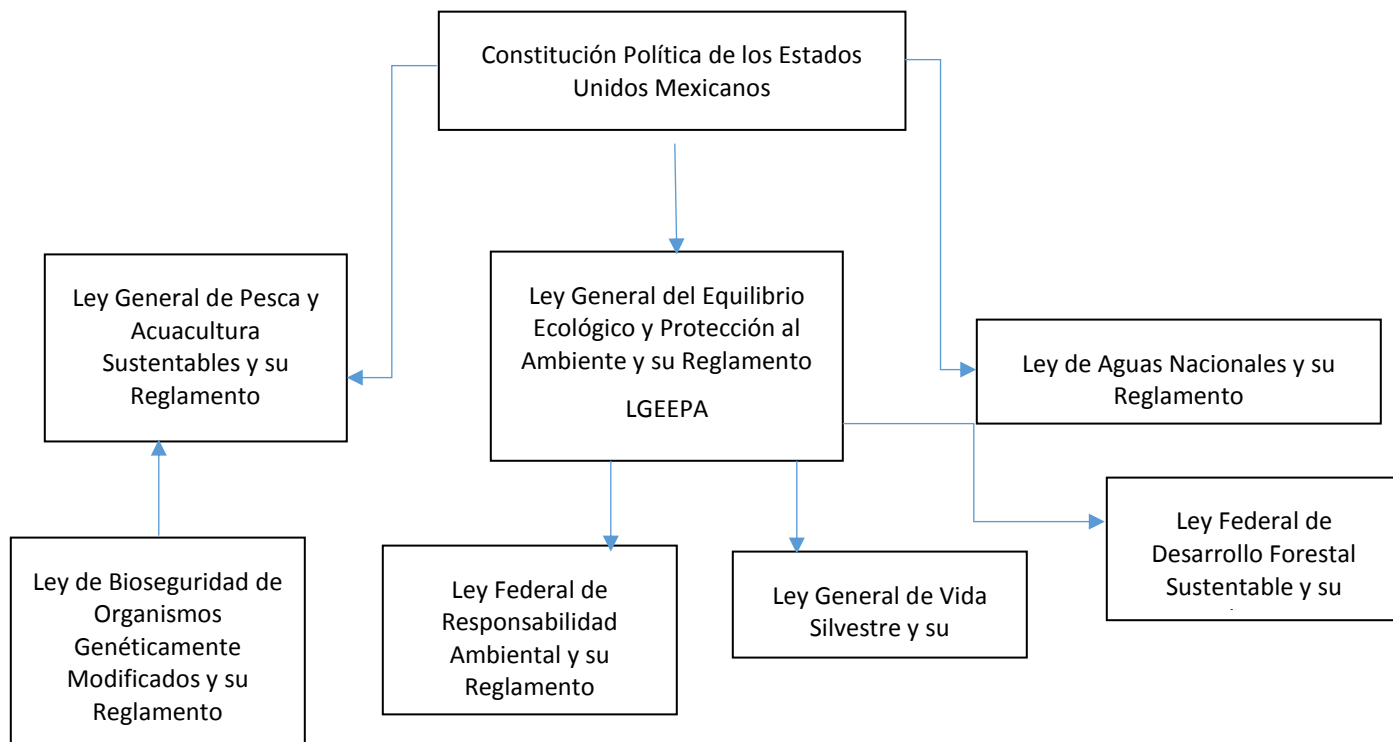 Constitución Política de los Estados
Unidos Mexicanos
Ley General de Pesca y
Acuacultura
Sustentables y su
Reglamento
Ley General del Equilibrio
Ecológico y Protección al
Ambiente y su Reglamento
LGEEPA
Ley de Aguas Nacionales y su
Reglamento
Ley Federal de
Desarrollo Forestal
Sustentable y su
Ley de Bioseguridad de
Organismos
Genéticamente
Modificados y su
Reglamento
Ley Federal de
Responsabilidad
Ambiental y su
Reglamento
Ley General de Vida
Silvestre y su